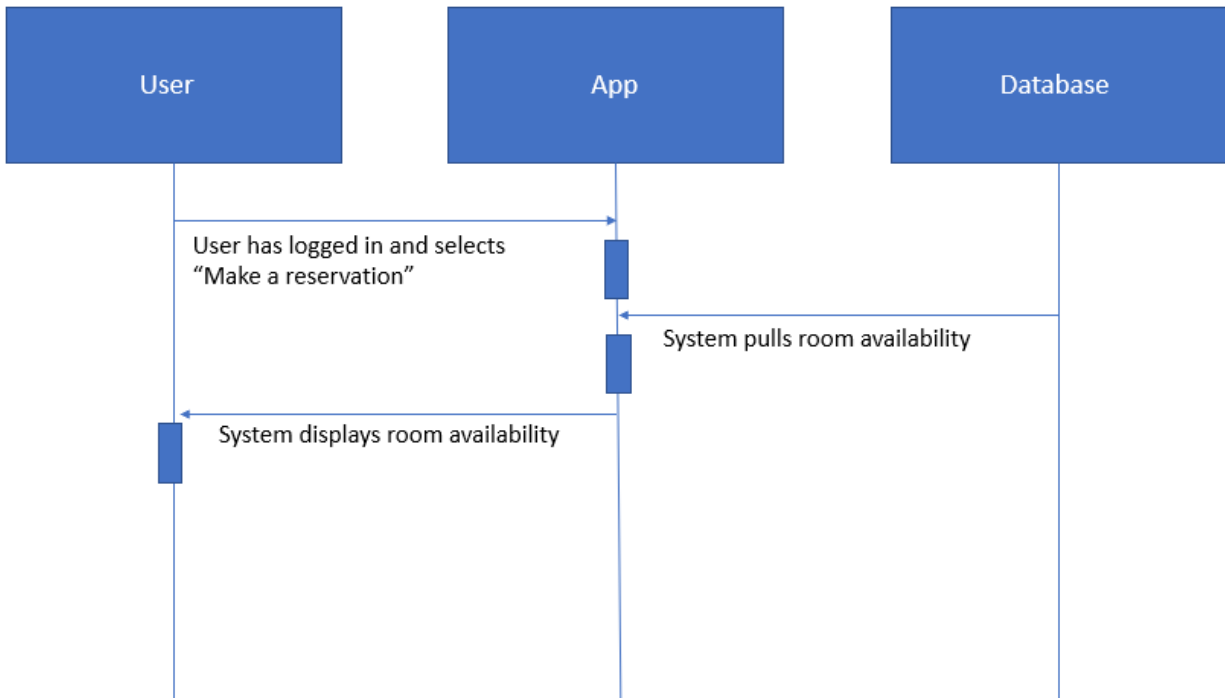 User
App
Database
User has logged in and selects
“Make a reservation”
System pulls room availability
System displays room availability